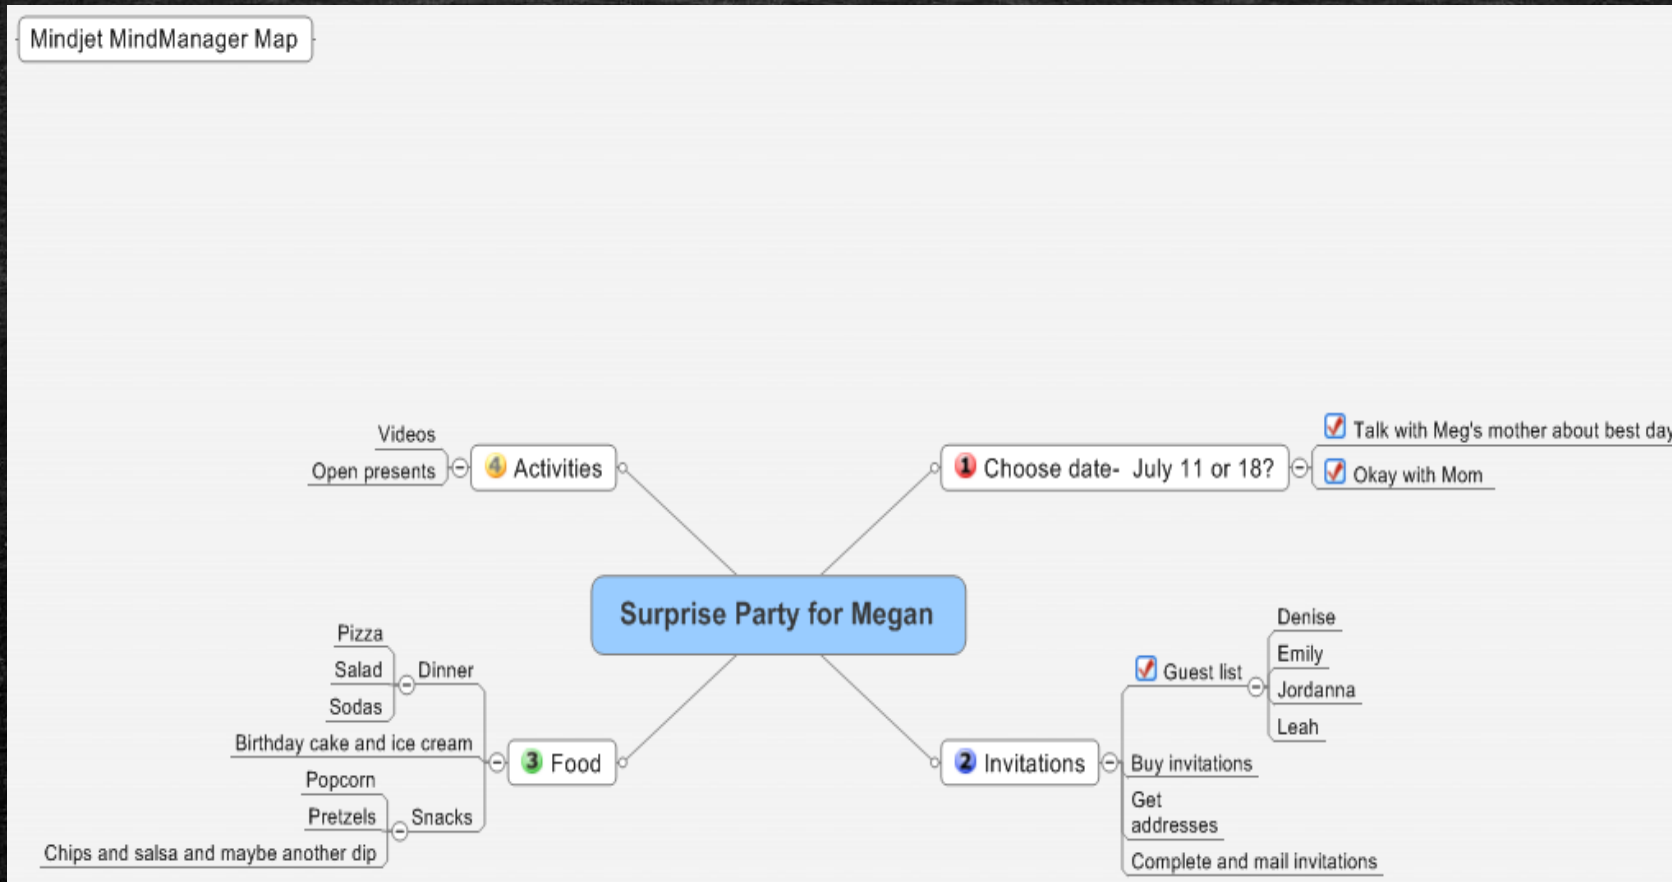 Mindjet MindManager Map
Videos
Open presents
4 Activities
1 Choose date- July 11 or 18?
Talk with Meg's mother about best day
Okay with Mom
Surprise Party for Megan
Pizza
Salad
Sodas
Dinner
Birthday cake and ice cream
Popcorn
Pretzels
Chips and salsa and maybe another dip
Snacks
3 Food
2 Invitations
Guest list
Denise
Emily
Jordanna
Leah
Buy invitations
Get
addresses
Complete and mail invitations